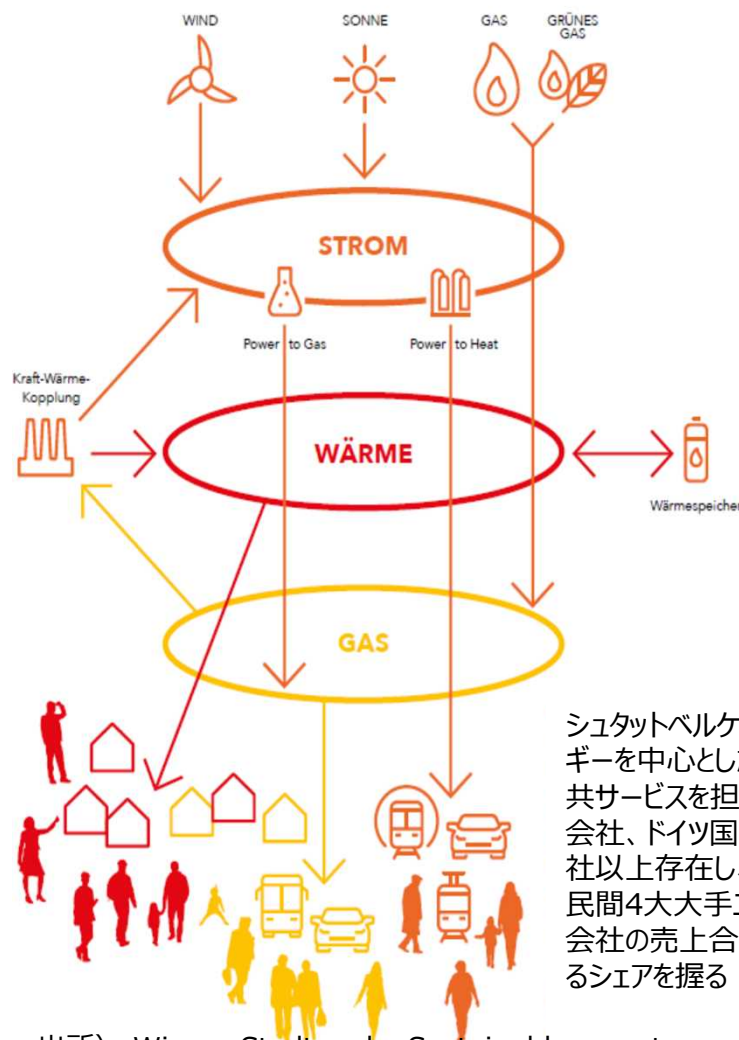 WIND
SONNE
GAS
GRÜNES
GAS
STROM
Power to Gas
Power to Heat
Kraft-Wärme-
Kopplung
WÄRME
Wärmespeicher
GAS
シュタットベルケ
ギーを中心とし
共サービスを担
会社、ドイツ国
社以上存在し
民間4大大手
会社の売上合
るシェアを握る